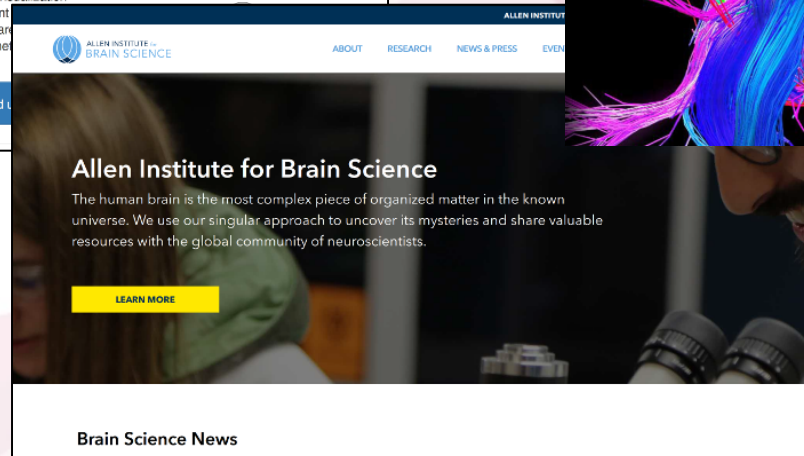 ALLEN INSTITUTE
ALLEN INSTITUTE for
BRAIN SCIENCE
ABOUT RESEARCH NEWS & PRESS
Allen Institute for Brain Science
The human brain is the most complex piece of organized matter in the known
universe. We use our singular approach to uncover its mysteries and share valuable
resources with the global community of neuroscientists.
LEARN MORE
Brain Science News